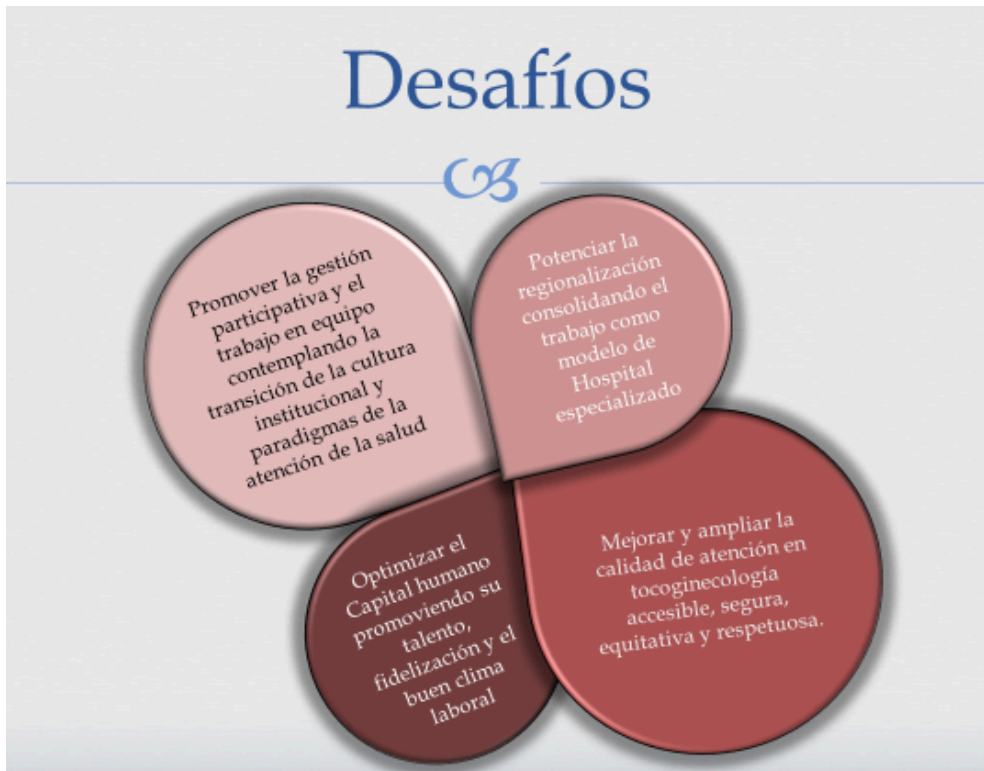 Desafíos
Promover la gestión
participativa y el
trabajo en equipo
contemplando la
transición de la cultura
institucional y
paradigmas de la
atención de la salud
Potenciar la
regionalización
consolidando el
trabajo como
modelo de
Hospital
especializado
Mejorar y ampliar la
calidad de atención en
tocoginecología
accesible, segura,
equitativa y respetuosa.
Optimizar el
Capital humano
promoviendo su
talento,
fidelización y el
buen clima
laboral